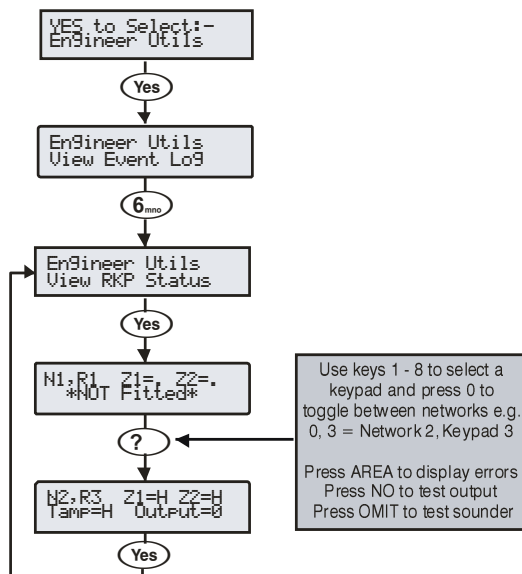 YES to Select:-
Engineer Utils
Yes
Engineer Utils
View Event Log
6mno
Engineer Utils
View RKP Status
Yes
N1,R1 Z1=. Z2=.
*NOT Fitted*
?
Use keys 1 - 8 to select a
keypad and press 0 to
toggle between networks e.g.
0, 3 = Network 2, Keypad 3
Press AREA to display errors
Press NO to test output
Press OMIT to test sounder
N2,R3 Z1=H Z2=H
Tamp=H Output=0
Yes